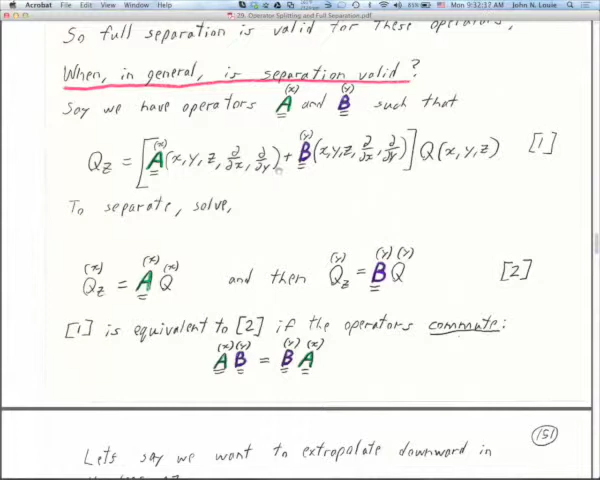 Acrobat File Edit View Window Help
81% Mon 9:32:37 AM John N. Louie
29. Operator Splitting and Full Separation.pdf
So full separation is valid for these operators,
When, in general, is separation valid?
Say we have operators A^(x) and B^(y) such that
Q_z = [A^(x)(x, y, z, ∂/∂x, ∂/∂y) + B^(y)(x, y, z, ∂/∂x, ∂/∂y)] Q(x, y, z) [1]
To separate, solve,
Q_z^(x) = A^(x) Q^(x) and then Q_z^(y) = B^(y) Q^(y) [2]
[1] is equivalent to [2] if the operators commute:
A^(x) B^(y) = B^(y) A^(x)
151
Lets say we want to extropolate downward in